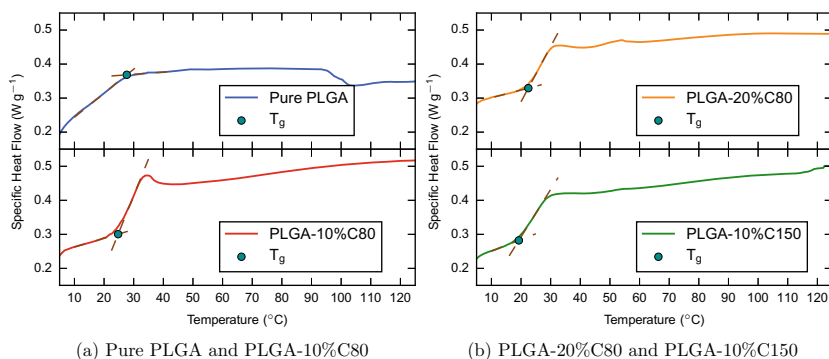 0.5
0.4
0.3
0.2
Pure PLGA
Tg
0.5
0.4
0.3
0.2
PLGA-10%C80
Tg
Specific Heat Flow (W g⁻¹)
10 20 30 40 50 60 70 80 90 100 110 120
Temperature (°C)
(a) Pure PLGA and PLGA-10%C80
0.5
0.4
0.3
0.2
PLGA-20%C80
Tg
0.5
0.4
0.3
0.2
PLGA-10%C150
Tg
Specific Heat Flow (W g⁻¹)
10 20 30 40 50 60 70 80 90 100 110 120
Temperature (°C)
(b) PLGA-20%C80 and PLGA-10%C150